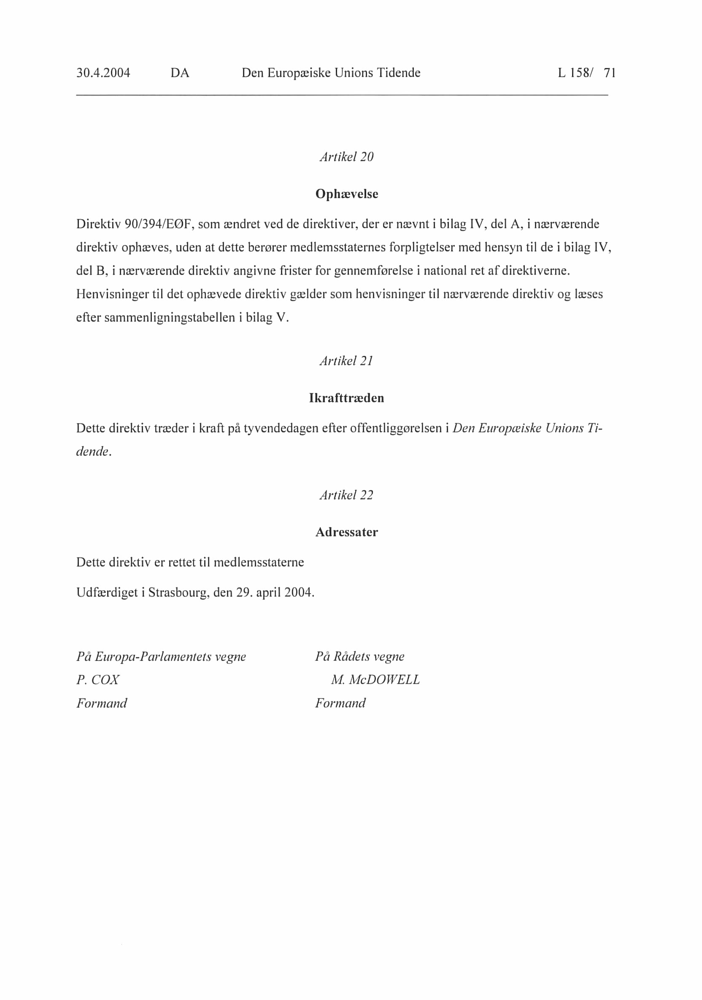 30.4.2004 DA Den Europæiske Unions Tidende L 158/ 71
Artikel 20
Ophævelse
Direktiv 90/394/EØF, som ændret ved de direktiver, der er nævnt i bilag IV, del A, i nærværende
direktiv ophæves, uden at dette berører medlemsstaternes forpligtelser med hensyn til de i bilag IV,
del B, i nærværende direktiv angivne frister for gennemførelse i national ret af direktiverne.
Henvisninger til det ophævede direktiv gælder som henvisninger til nærværende direktiv og læses
efter sammenligningstabellen i bilag V.
Artikel 21
Ikrafttræden
Dette direktiv træder i kraft på tyvendedagen efter offentliggørelsen i Den Europæiske Unions Ti-
dende.
Artikel 22
Adressater
Dette direktiv er rettet til medlemsstaterne
Udfærdiget i Strasbourg, den 29. april 2004.
På Europa-Parlamentets vegne På Rådets vegne
P. COX M. McDOWELL
Formand Formand